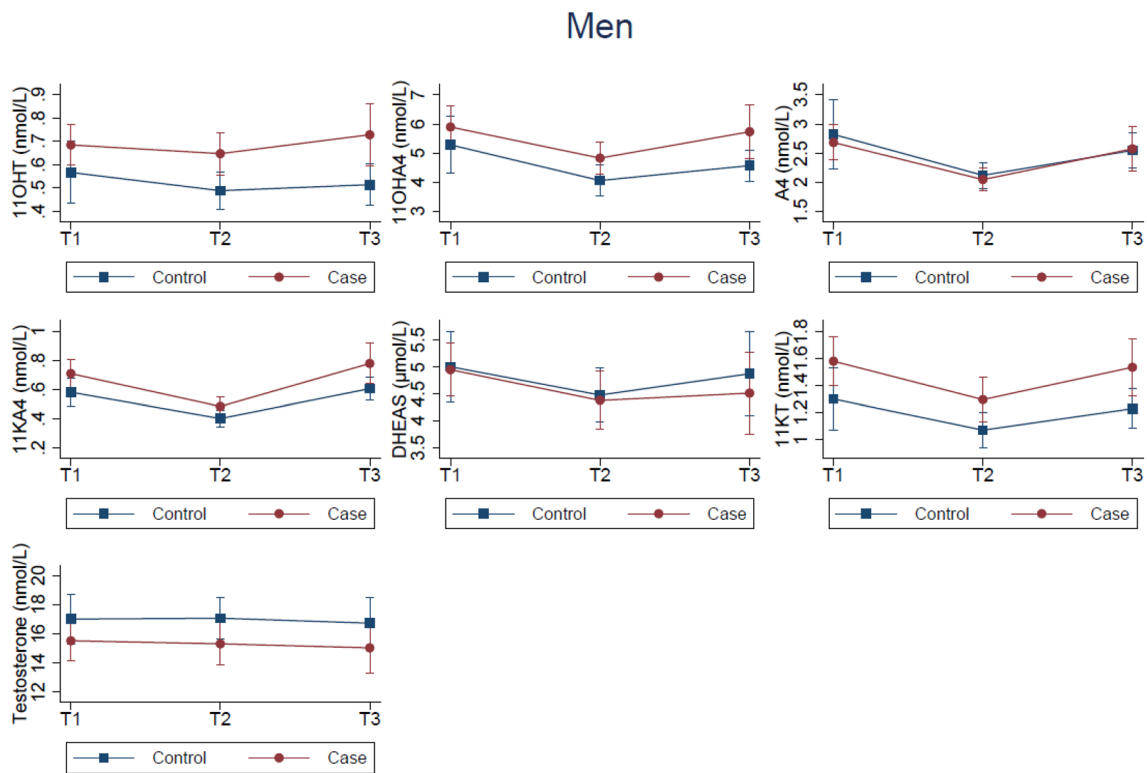 Men
11OHT (nmol/L)
.4 .5 .6 .7 .8 .9
T1 T2 T3
Control Case
11OHA4 (nmol/L)
3 4 5 6 7
T1 T2 T3
Control Case
A4 (nmol/L)
1.5 2 2.5 3 3.5
T1 T2 T3
Control Case
11KA4 (nmol/L)
.2 .4 .6 .8 1
T1 T2 T3
Control Case
DHEAS (μmol/L)
3.5 4 4.5 5 5.5
T1 T2 T3
Control Case
11KT (nmol/L)
1 1.2 1.4 1.6 1.8
T1 T2 T3
Control Case
Testosterone (nmol/L)
12 14 16 18 20
T1 T2 T3
Control Case